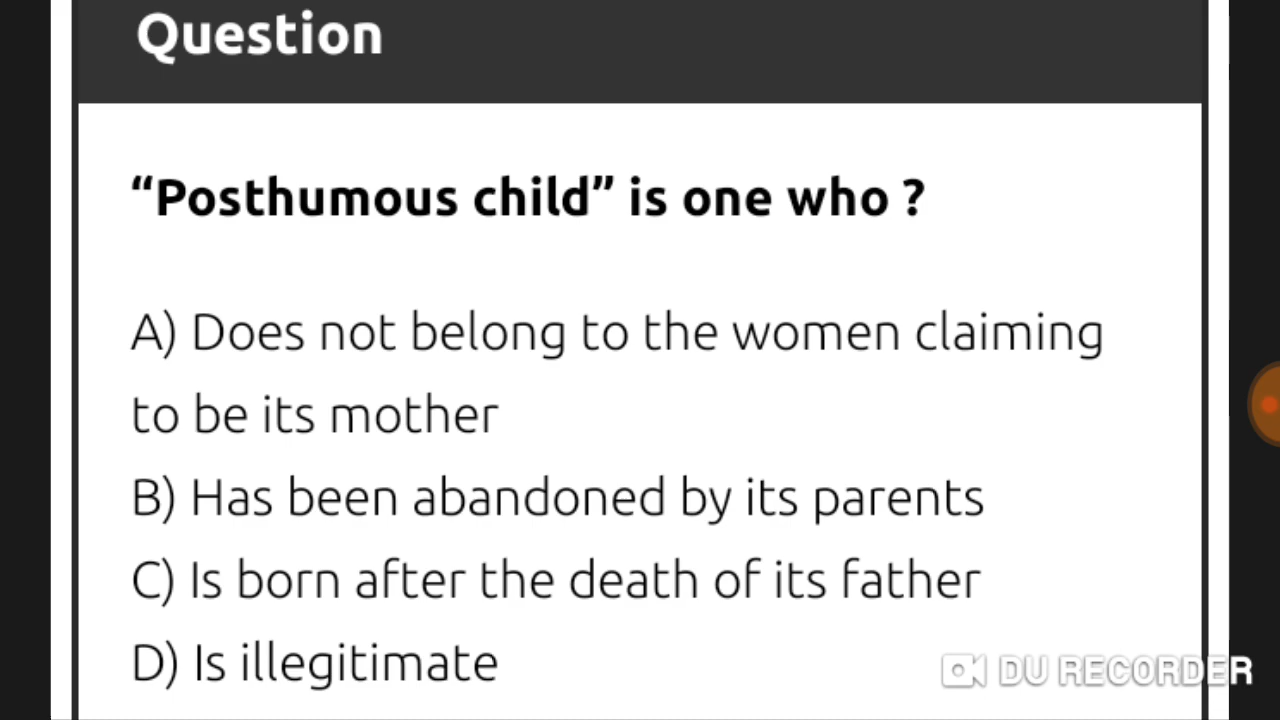 Question
“Posthumous child” is one who ?
A) Does not belong to the women claiming
to be its mother
B) Has been abandoned by its parents
C) Is born after the death of its father
D) Is illegitimate
DU RECORDER